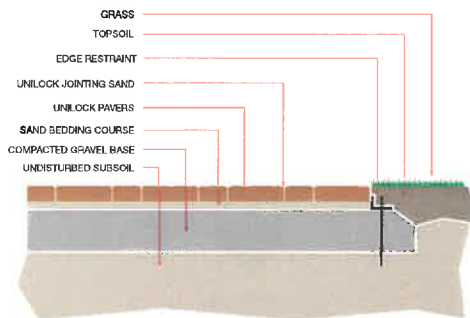 GRASS
TOPSOIL
EDGE RESTRAINT
UNILOCK JOINTING SAND
UNILOCK PAVERS
SAND BEDDING COURSE
COMPACTED GRAVEL BASE
UNDISTURBED SUBSOIL